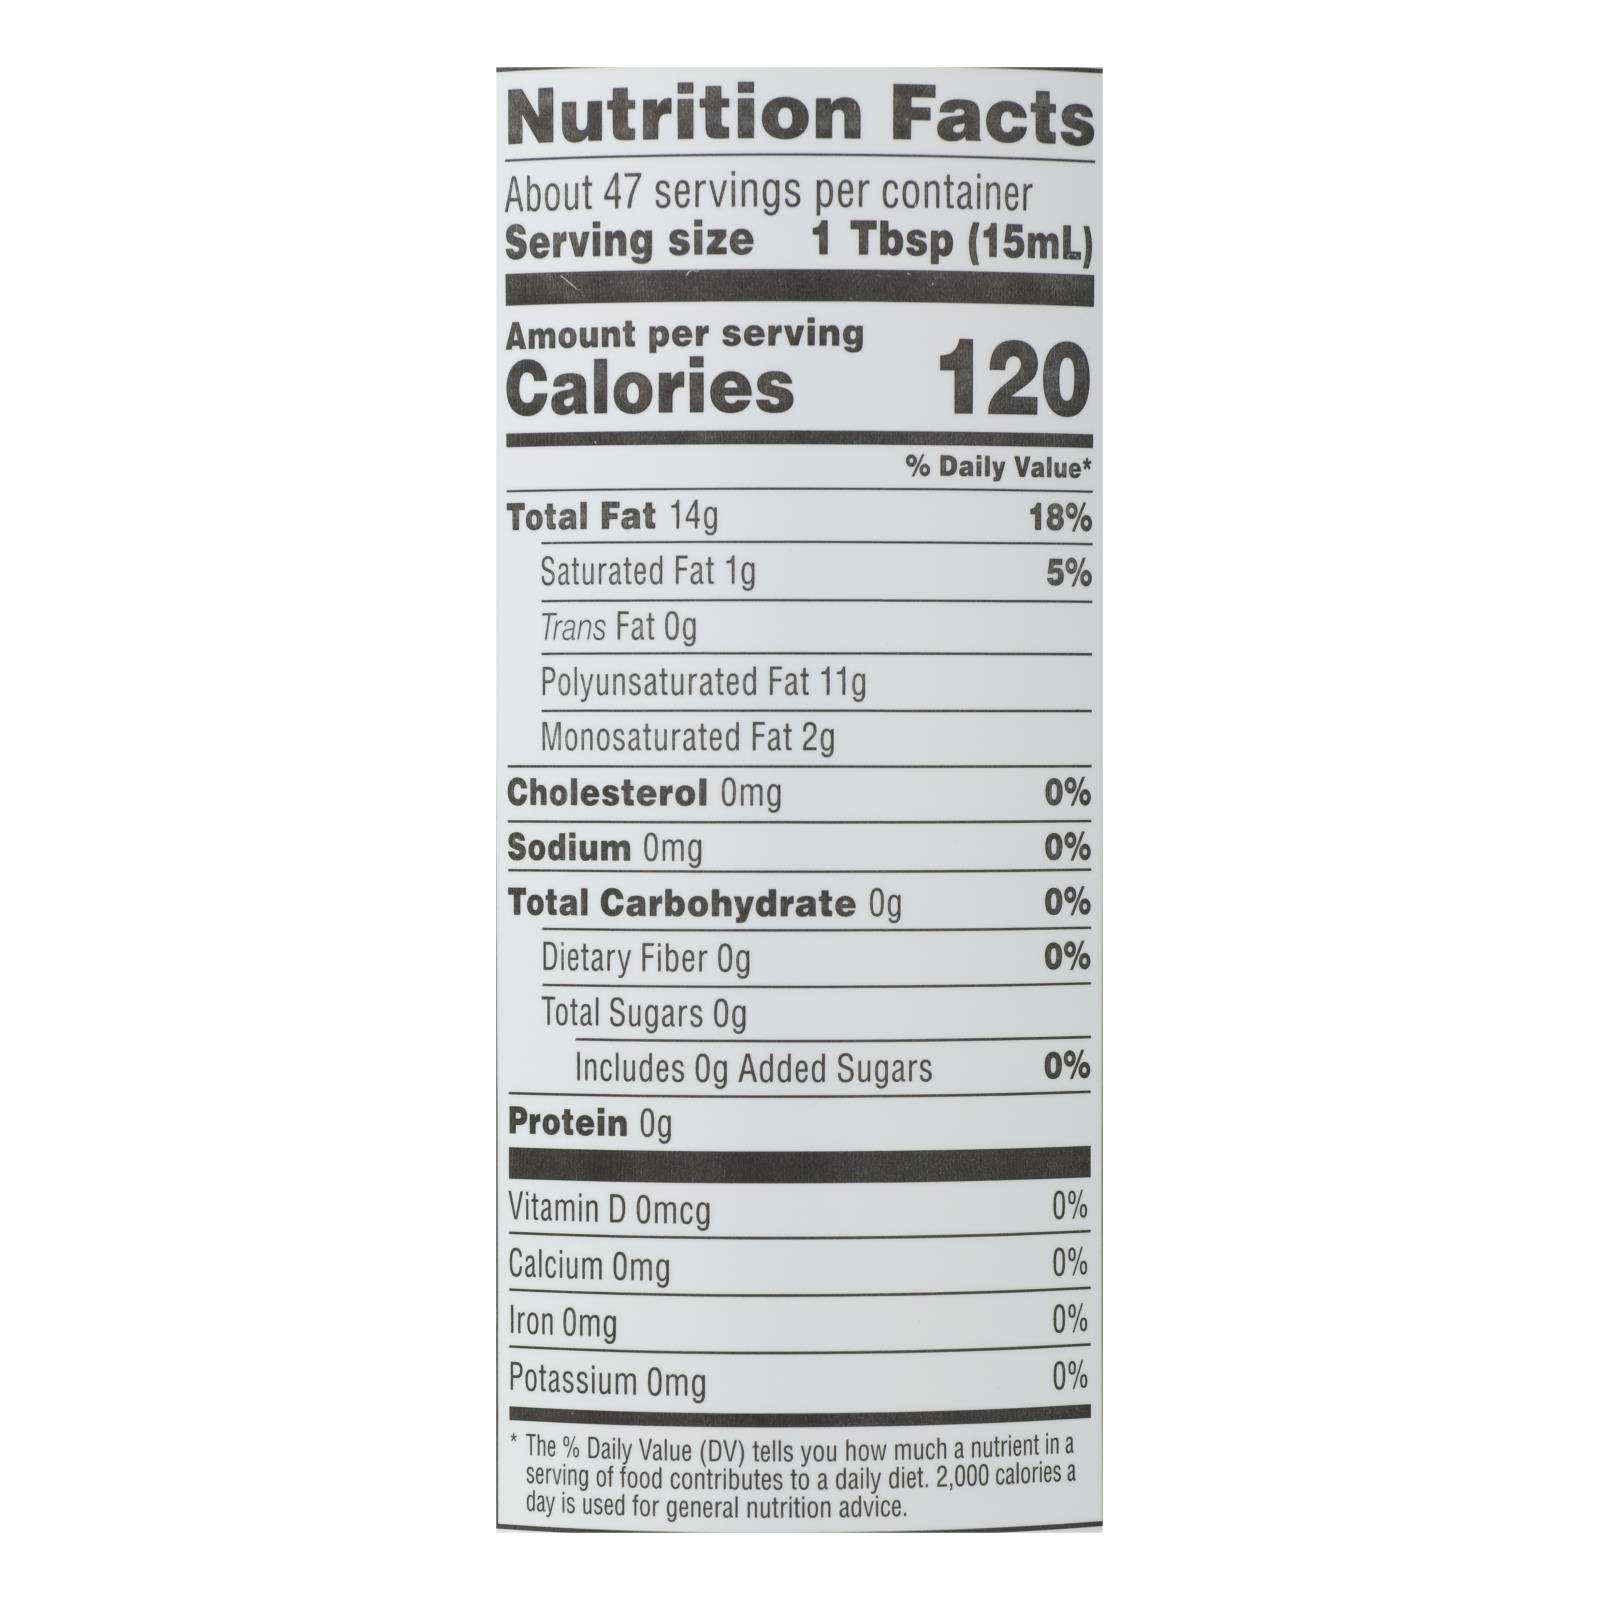 Nutrition Facts
About 47 servings per container
Serving size 1 Tbsp (15mL)
Amount per serving
Calories 120
% Daily Value*
Total Fat 14g 18%
Saturated Fat 1g 5%
Trans Fat 0g
Polyunsaturated Fat 11g
Monosaturated Fat 2g
Cholesterol 0mg 0%
Sodium 0mg 0%
Total Carbohydrate 0g 0%
Dietary Fiber 0g 0%
Total Sugars 0g
Includes 0g Added Sugars 0%
Protein 0g
Vitamin D 0mcg 0%
Calcium 0mg 0%
Iron 0mg 0%
Potassium 0mg 0%
* The % Daily Value (DV) tells you how much a nutrient in a
serving of food contributes to a daily diet. 2,000 calories a
day is used for general nutrition advice.